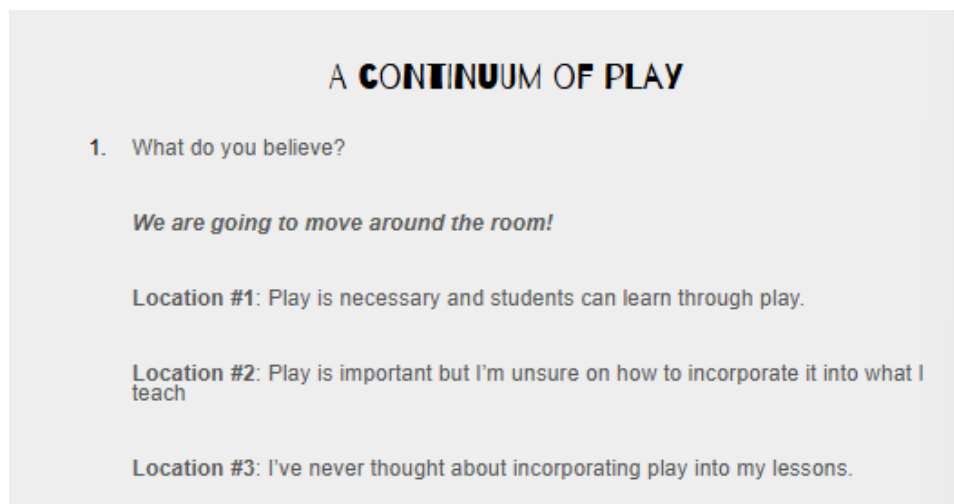 A CONTINUUM OF PLAY
1. What do you believe?
We are going to move around the room!
Location #1: Play is necessary and students can learn through play.
Location #2: Play is important but I'm unsure on how to incorporate it into what I
teach
Location #3: I've never thought about incorporating play into my lessons.